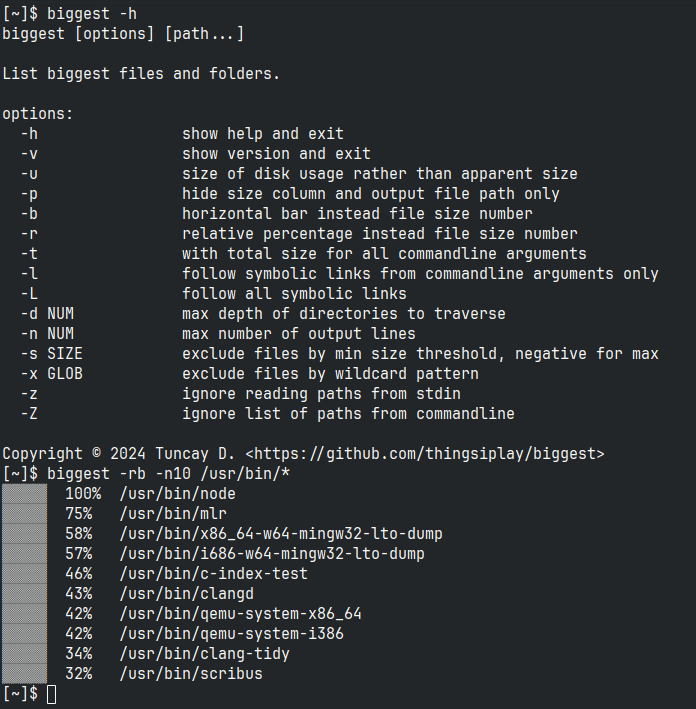 [~]$ biggest -h
biggest [options] [path...]
List biggest files and folders.
options:
-h show help and exit
-v show version and exit
-u size of disk usage rather than apparent size
-p hide size column and output file path only
-b horizontal bar instead file size number
-r relative percentage instead file size number
-t with total size for all commandline arguments
-l follow symbolic links from commandline arguments only
-L follow all symbolic links
-d NUM max depth of directories to traverse
-n NUM max number of output lines
-s SIZE exclude files by min size threshold, negative for max
-x GLOB exclude files by wildcard pattern
-z ignore reading paths from stdin
-Z ignore list of paths from commandline
Copyright © 2024 Tuncay D. <https://github.com/thingsiplay/biggest>
[~]$ biggest -rb -n10 /usr/bin/*
▒▒▒▒▒ 100% /usr/bin/node
▒▒▒▒▒ 75% /usr/bin/mlr
▒▒▒▒▒ 58% /usr/bin/x86_64-w64-mingw32-lto-dump
▒▒▒▒▒ 57% /usr/bin/i686-w64-mingw32-lto-dump
▒▒▒▒▒ 46% /usr/bin/c-index-test
▒▒▒▒▒ 43% /usr/bin/clangd
▒▒▒▒▒ 42% /usr/bin/qemu-system-x86_64
▒▒▒▒▒ 42% /usr/bin/qemu-system-i386
▒▒▒▒▒ 34% /usr/bin/clang-tidy
▒▒▒▒▒ 32% /usr/bin/scribus
[~]$